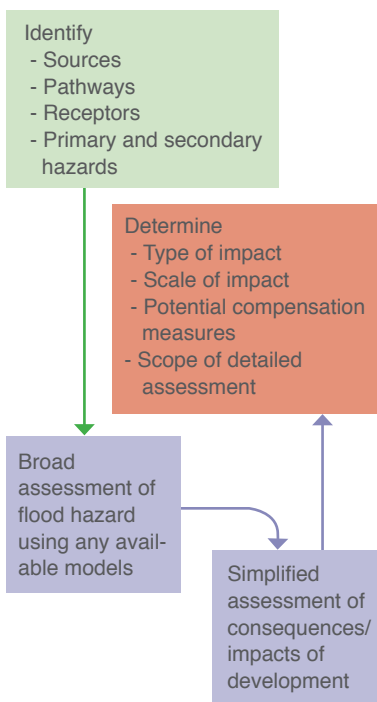 Identify
- Sources
- Pathways
- Receptors
- Primary and secondary
hazards
Determine
- Type of impact
- Scale of impact
- Potential compensation
measures
- Scope of detailed
assessment
Broad
assessment of
flood hazard
using any avail-
able models
Simplified
assessment of
consequences/
impacts of
development